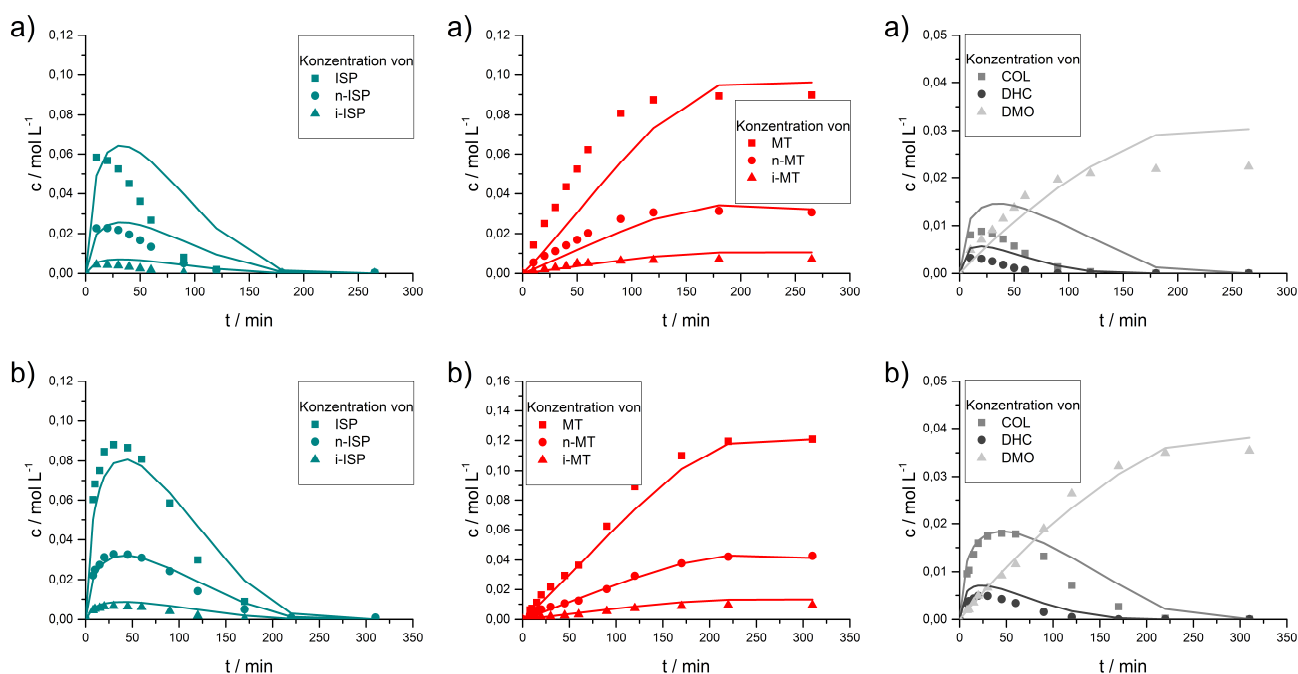 a)
0,12
0,10
0,08
0,06
0,04
0,02
0,00
c / mol L⁻¹
0 50 100 150 200 250 300
t / min
Konzentration von
ISP
n-ISP
i-ISP
a)
0,12
0,10
0,08
0,06
0,04
0,02
0,00
c / mol L⁻¹
0 50 100 150 200 250 300
t / min
Konzentration von
MT
n-MT
i-MT
a)
0,05
0,04
0,03
0,02
0,01
0,00
c / mol L⁻¹
0 50 100 150 200 250 300
t / min
Konzentration von
COL
DHC
DMO
b)
0,12
0,10
0,08
0,06
0,04
0,02
0,00
c / mol L⁻¹
0 50 100 150 200 250 300 350
t / min
Konzentration von
ISP
n-ISP
i-ISP
b)
0,16
0,14
0,12
0,10
0,08
0,06
0,04
0,02
0,00
c / mol L⁻¹
0 50 100 150 200 250 300 350
t / min
Konzentration von
MT
n-MT
i-MT
b)
0,05
0,04
0,03
0,02
0,01
0,00
c / mol L⁻¹
0 50 100 150 200 250 300 350
t / min
Konzentration von
COL
DHC
DMO